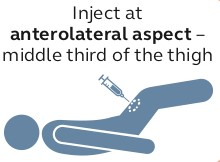 Inject at
anterolateral aspect –
middle third of the thigh